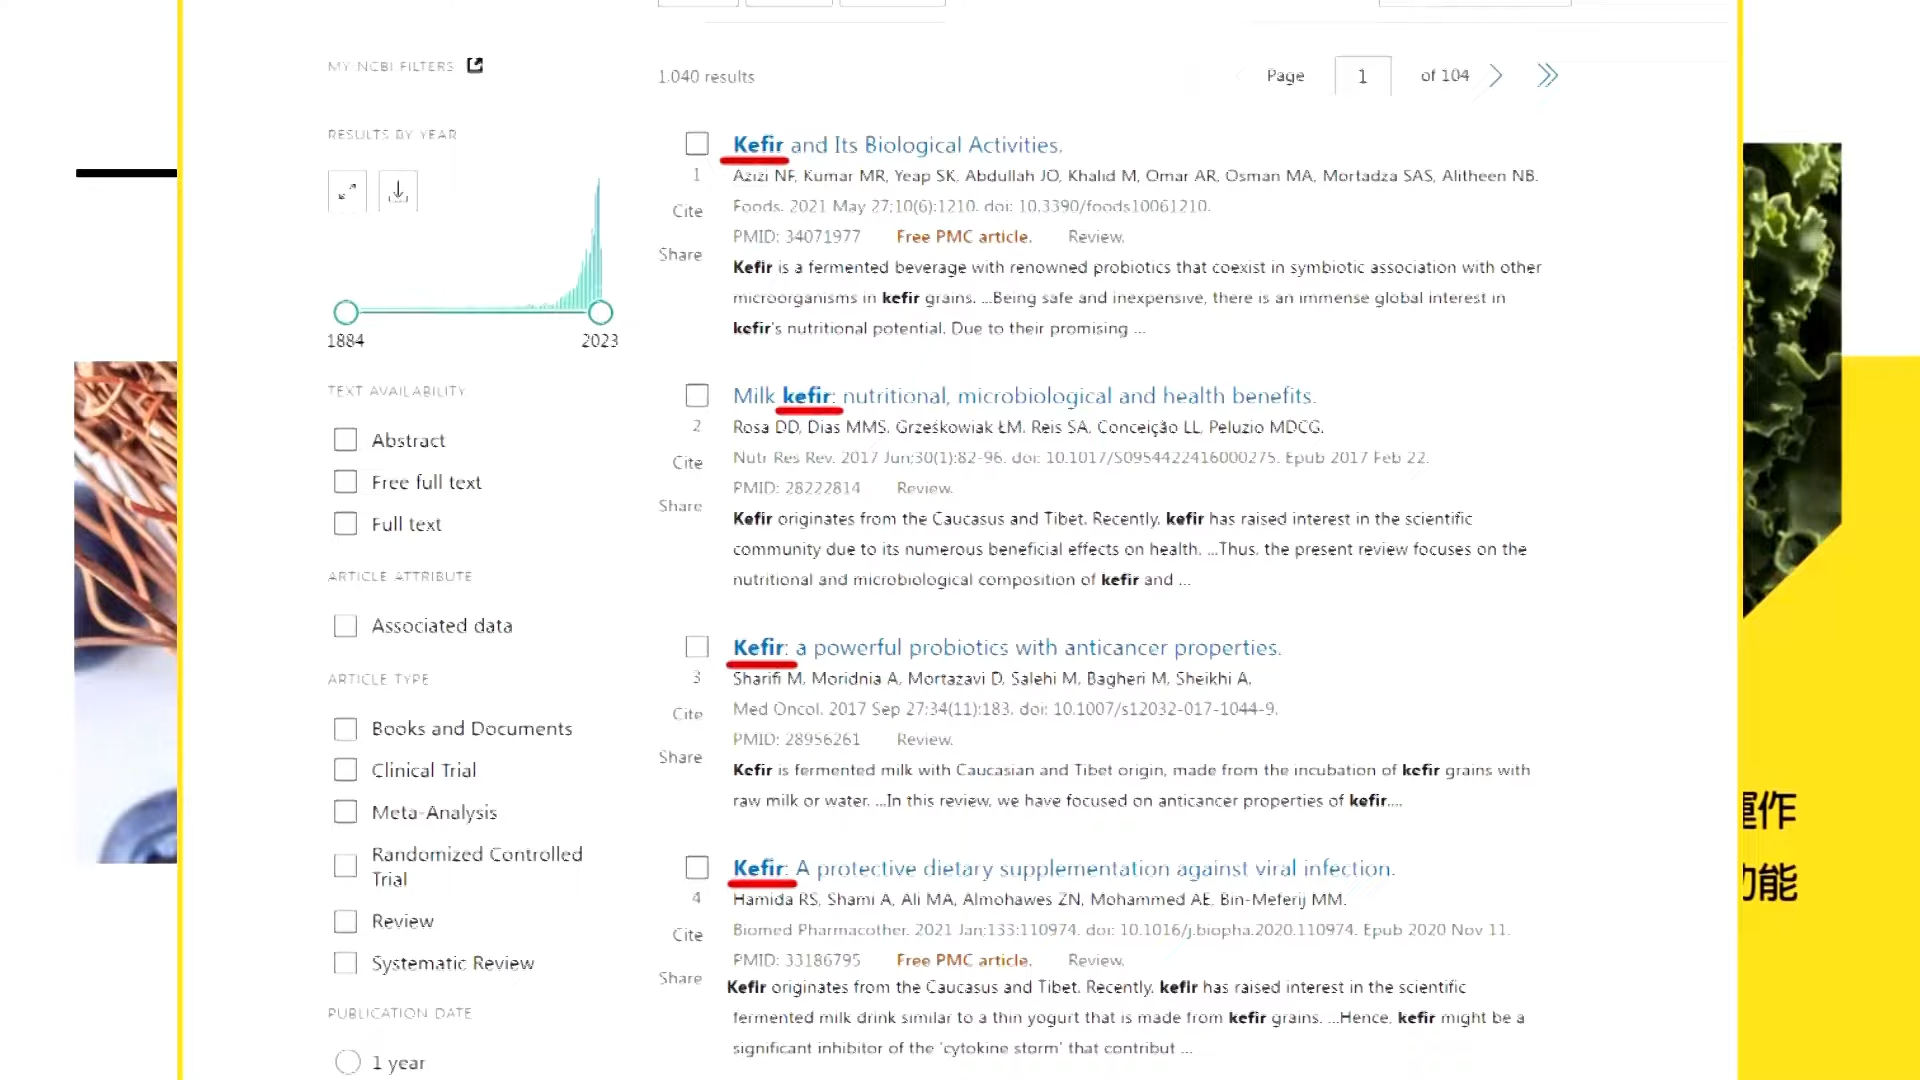 MY NCBI FILTERS
1.040 results
Page 1 of 104
RESULTS BY YEAR
1884
2023
TEXT AVAILABILITY
Abstract
Free full text
Full text
ARTICLE ATTRIBUTE
Associated data
ARTICLE TYPE
Books and Documents
Clinical Trial
Meta-Analysis
Randomized Controlled
Trial
Review
Systematic Review
PUBLICATION DATE
1 year
Kefir and Its Biological Activities.
1
Azizi NF, Kumar MR, Yeap SK, Abdullah JO, Khalid M, Omar AR, Osman MA, Mortadza SAS, Alitheen NB.
Cite
Foods. 2021 May 27;10(6):1210. doi: 10.3390/foods10061210.
PMID: 34071977 Free PMC article. Review.
Share
Kefir is a fermented beverage with renowned probiotics that coexist in symbiotic association with other
microorganisms in kefir grains. ...Being safe and inexpensive, there is an immense global interest in
kefir's nutritional potential. Due to their promising ...
Milk kefir: nutritional, microbiological and health benefits.
2
Rosa DD, Dias MMS, Grześkowiak ŁM, Reis SA, Conceição LL, Peluzio MDCG.
Cite
Nutr Res Rev. 2017 Jun;30(1):82-96. doi: 10.1017/S0954422416000275. Epub 2017 Feb 22.
PMID: 28222814 Review.
Share
Kefir originates from the Caucasus and Tibet. Recently, kefir has raised interest in the scientific
community due to its numerous beneficial effects on health. ...Thus, the present review focuses on the
nutritional and microbiological composition of kefir and ...
Kefir: a powerful probiotics with anticancer properties.
3
Sharifi M, Moridnia A, Mortazavi D, Salehi M, Bagheri M, Sheikhi A.
Cite
Med Oncol. 2017 Sep 27;34(11):183. doi: 10.1007/s12032-017-1044-9.
PMID: 28956261 Review.
Share
Kefir is fermented milk with Caucasian and Tibet origin, made from the incubation of kefir grains with
raw milk or water. ...In this review, we have focused on anticancer properties of kefir....
Kefir: A protective dietary supplementation against viral infection.
4
Hamida RS, Shami A, Ali MA, Almohawes ZN, Mohammed AE, Bin-Meferij MM.
Cite
Biomed Pharmacother. 2021 Jan;133:110974. doi: 10.1016/j.biopha.2020.110974. Epub 2020 Nov 11.
PMID: 33186795 Free PMC article. Review.
Share
Kefir originates from the Caucasus and Tibet. Recently, kefir has raised interest in the scientific
fermented milk drink similar to a thin yogurt that is made from kefir grains. ...Hence, kefir might be a
significant inhibitor of the 'cytokine storm' that contribut ...
運作
功能